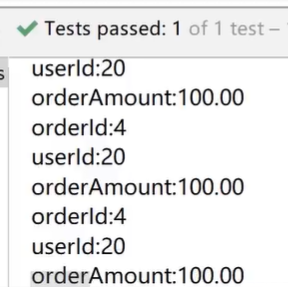 Tests passed: 1 of 1 test –
userId:20
orderAmount:100.00
orderId:4
userId:20
orderAmount:100.00
orderId:4
userId:20
orderAmount:100.00